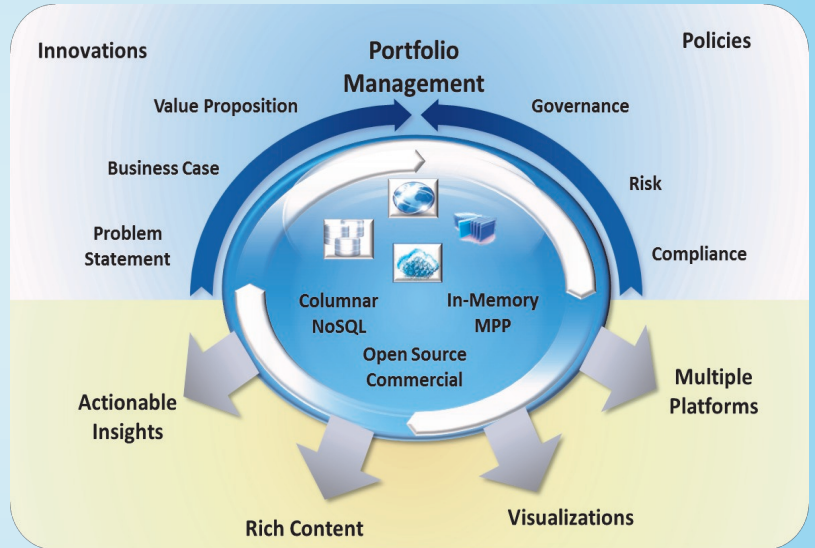 Innovations
Portfolio
Management
Policies
Value Proposition
Governance
Business Case
Risk
Problem
Statement
Compliance
Columnar
NoSQL
In-Memory
MPP
Open Source
Commercial
Actionable
Insights
Multiple
Platforms
Rich Content
Visualizations